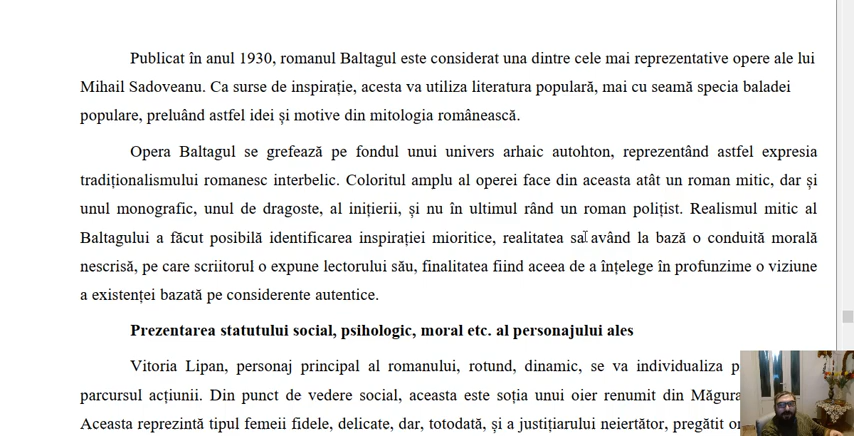 Publicat în anul 1930, romanul Baltagul este considerat una dintre cele mai reprezentative opere ale lui
Mihail Sadoveanu. Ca surse de inspirație, acesta va utiliza literatura populară, mai cu seamă specia baladei
populare, preluând astfel idei și motive din mitologia românească.
Opera Baltagul se grefează pe fondul unui univers arhaic autohton, reprezentând astfel expresia
tradiționalismului romanesc interbelic. Coloritul amplu al operei face din aceasta atât un roman mitic, dar și
unul monografic, unul de dragoste, al inițierii, și nu în ultimul rând un roman polițist. Realismul mitic al
Baltagului a făcut posibilă identificarea inspirației mioritice, realitatea sa având la bază o conduită morală
nescrisă, pe care scriitorul o expune lectorului său, finalitatea fiind aceea de a înțelege în profunzime o viziune
a existenței bazată pe considerente autentice.
Prezentarea statutului social, psihologic, moral etc. al personajului ales
Vitoria Lipan, personaj principal al romanului, rotund, dinamic, se va individualiza
parcursul acțiunii. Din punct de vedere social, aceasta este soția unui oier renumit din Măgura
Aceasta reprezintă tipul femeii fidele, delicate, dar, totodată, și a justițiarului neiertător, pregătit